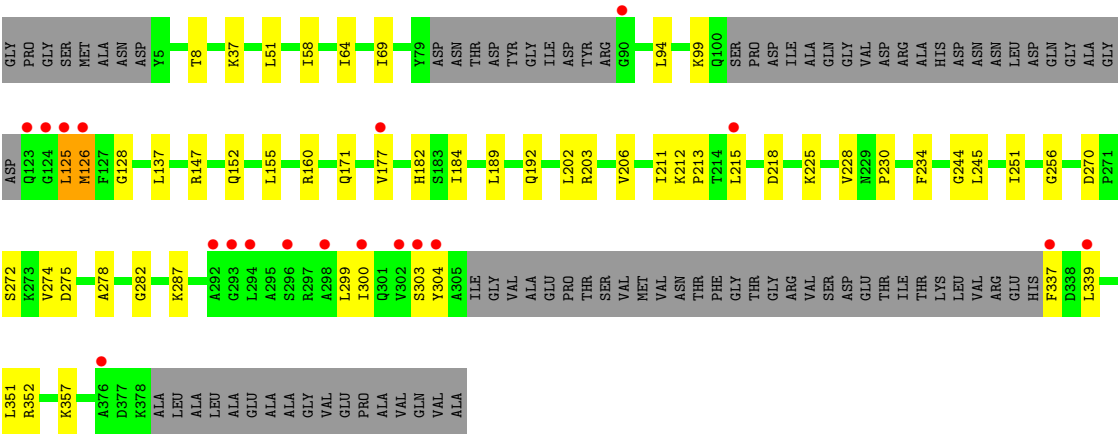 GLY PRO GLY SER MET ALA ASN ASP Y5 T8 K37 L51 I58 I64 I69 Y79 ASP ASN THR ASP TYR GLY ILE ASP TYR ARG G90 L94 K99 Q100 SER PRO ASP ILE ALA GLN GLY VAL ASP ARG ALA HIS ASP ASN ASN LEU ASP GLN GLY ALA GLY
ASP Q123 G124 L125 M126 F127 G128 L137 R147 Q152 L155 R160 Q171 V177 H182 S183 I184 L189 Q192 L202 R203 V206 I211 K212 P213 T214 L215 D218 K225 V228 N229 P230 F234 G244 L245 I251 G256 D270 P271
S272 K273 V274 D275 A278 G282 K287 A292 G293 L294 A295 S296 R297 A298 L299 I300 Q301 V302 S303 Y304 A305 ILE GLY VAL ALA GLU PRO THR SER VAL MET VAL ASN THR PHE GLY THR GLY ARG VAL SER ASP GLU THR ILE THR LYS LEU VAL ARG GLU HIS F337 D338 L339
L351 R352 K357 A376 D377 K378 ALA LEU ALA LEU ALA GLU ALA ALA GLY VAL GLU PRO ALA VAL GLN VAL ALA